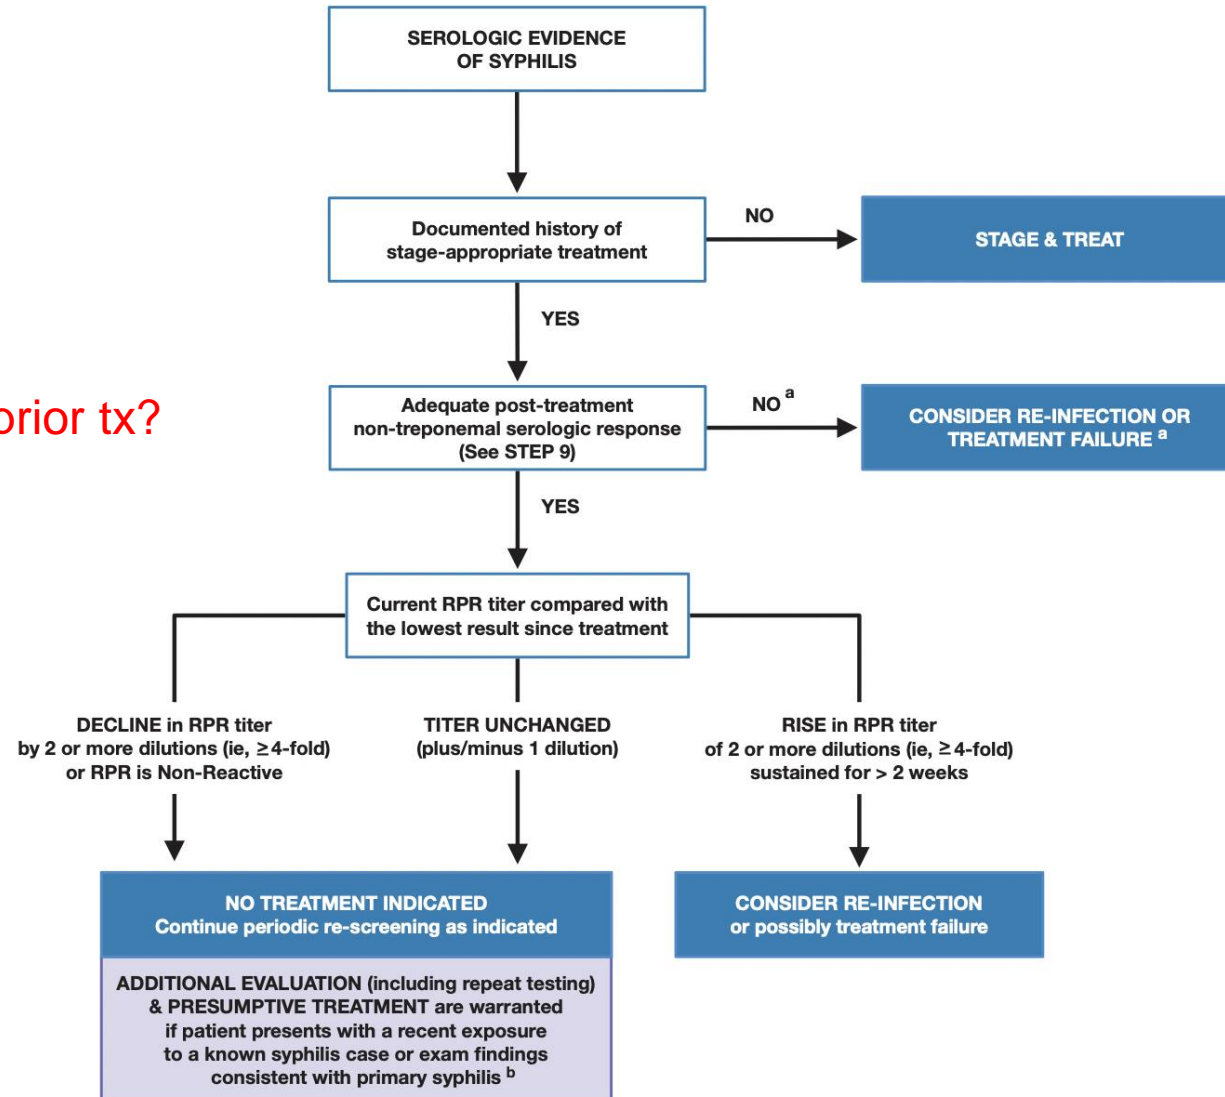 SEROLOGIC EVIDENCE
OF SYPHILIS
Documented history of
stage-appropriate treatment
NO
STAGE & TREAT
YES
prior tx?
Adequate post-treatment
non-treponemal serologic response
(See STEP 9)
NO a
CONSIDER RE-INFECTION OR
TREATMENT FAILURE a
YES
Current RPR titer compared with
the lowest result since treatment
DECLINE in RPR titer
by 2 or more dilutions (ie, ≥4-fold)
or RPR is Non-Reactive
TITER UNCHANGED
(plus/minus 1 dilution)
RISE in RPR titer
of 2 or more dilutions (ie, ≥4-fold)
sustained for > 2 weeks
NO TREATMENT INDICATED
Continue periodic re-screening as indicated
ADDITIONAL EVALUATION (including repeat testing)
& PRESUMPTIVE TREATMENT are warranted
if patient presents with a recent exposure
to a known syphilis case or exam findings
consistent with primary syphilis b
CONSIDER RE-INFECTION
or possibly treatment failure